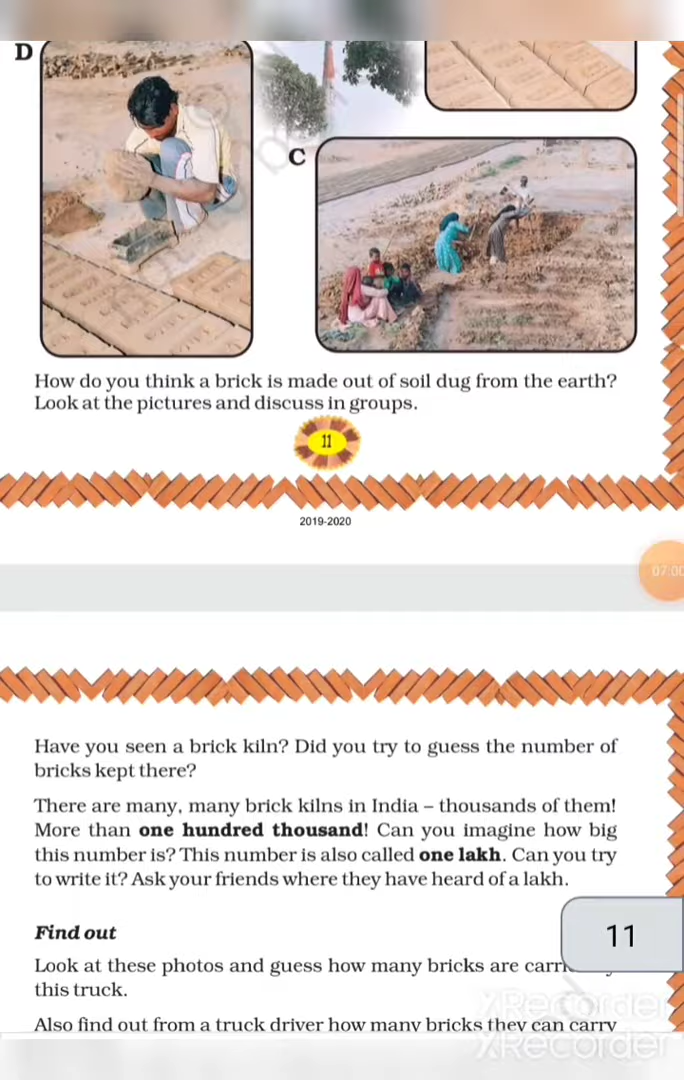 D
C
How do you think a brick is made out of soil dug from the earth?
Look at the pictures and discuss in groups.
11
2019-2020
07:00
Have you seen a brick kiln? Did you try to guess the number of
bricks kept there?
There are many, many brick kilns in India – thousands of them!
More than one hundred thousand! Can you imagine how big
this number is? This number is also called one lakh. Can you try
to write it? Ask your friends where they have heard of a lakh.
Find out
11
Look at these photos and guess how many bricks are
this truck.
Also find out from a truck driver how many bricks they can carry
XRecorder
XRecorder